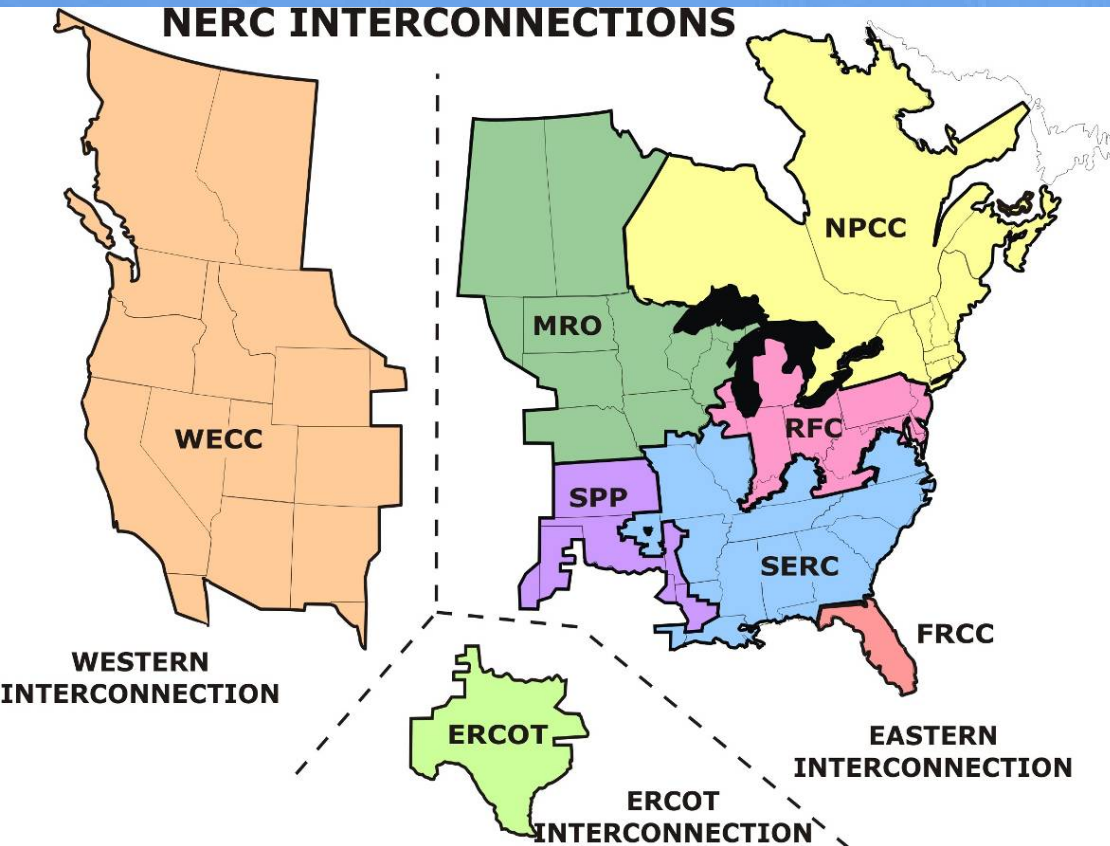 NERC INTERCONNECTIONS
NPCC
MRO
RFC
WECC
SPP
SERC
FRCC
WESTERN
INTERCONNECTION
ERCOT
EASTERN
INTERCONNECTION
ERCOT
INTERCONNECTION